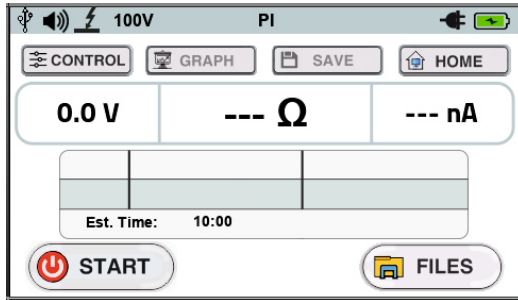 100V PI
CONTROL GRAPH SAVE HOME
0.0 V --- Ω --- nA
Est. Time: 10:00
START FILES